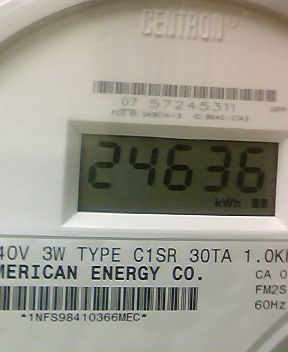 CENTRON
07 57245311
24636
kWh
40V 3W TYPE C1SR 30TA 1.0K
MERICAN ENERGY CO.
CA 0
FM2S
60Hz
*1NFS98410366MEC*